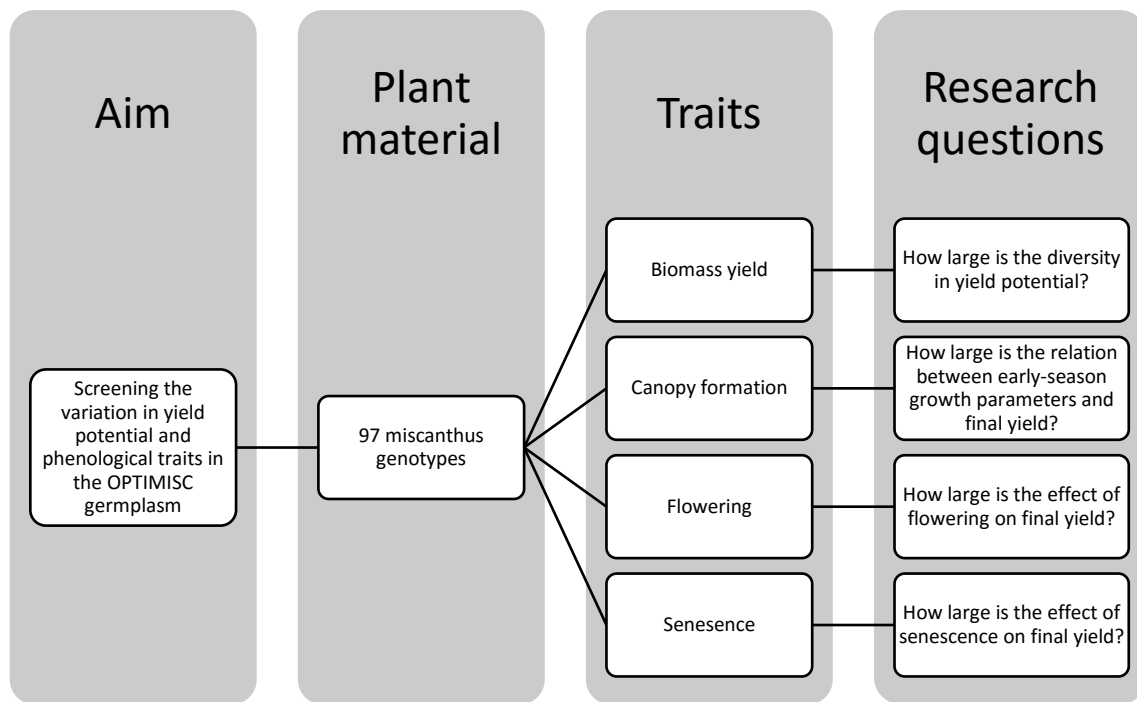 Aim
Plant
material
Traits
Research
questions
Screening the
variation in yield
potential and
phenological traits in
the OPTIMISC
germplasm
97 miscanthus
genotypes
Biomass yield
How large is the diversity
in yield potential?
Canopy formation
How large is the relation
between early-season
growth parameters and
final yield?
Flowering
How large is the effect of
flowering on final yield?
Senesence
How large is the effect of
senescence on final yield?